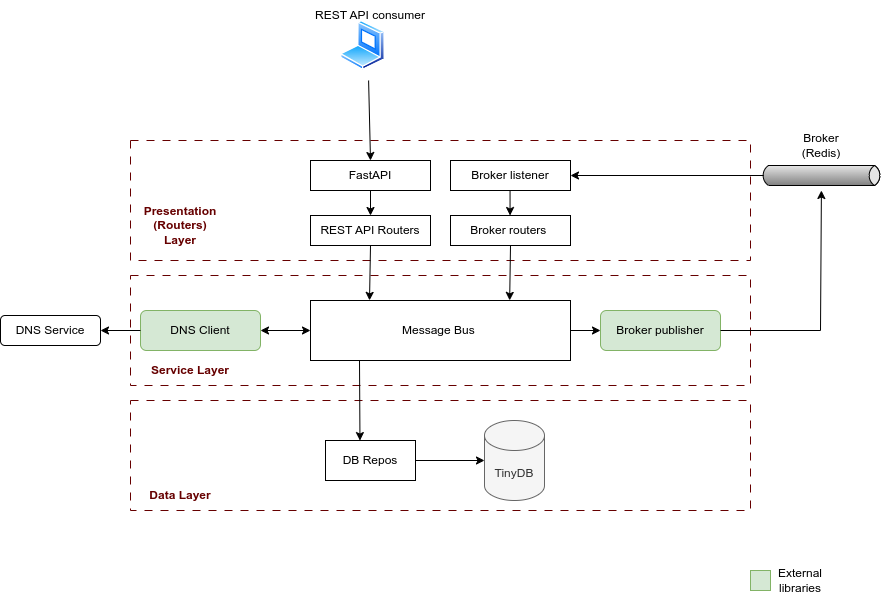 REST API consumer
Broker
(Redis)
FastAPI
Broker listener
Presentation
(Routers)
Layer
REST API Routers
Broker routers
DNS Service
DNS Client
Message Bus
Broker publisher
Service Layer
DB Repos
TinyDB
Data Layer
External
libraries